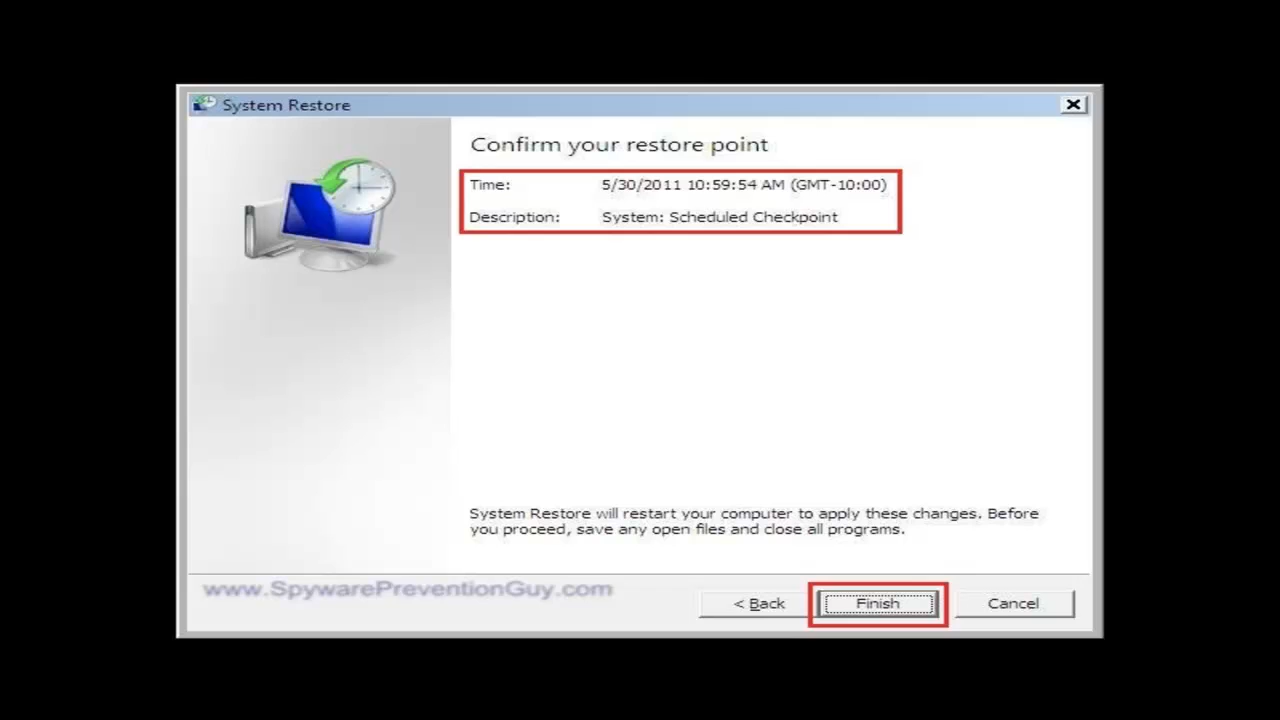 System Restore
Confirm your restore point
Time: 5/30/2011 10:59:54 AM (GMT-10:00)
Description: System: Scheduled Checkpoint
System Restore will restart your computer to apply these changes. Before
you proceed, save any open files and close all programs.
www.SpywarePreventionGuy.com
< Back Finish Cancel